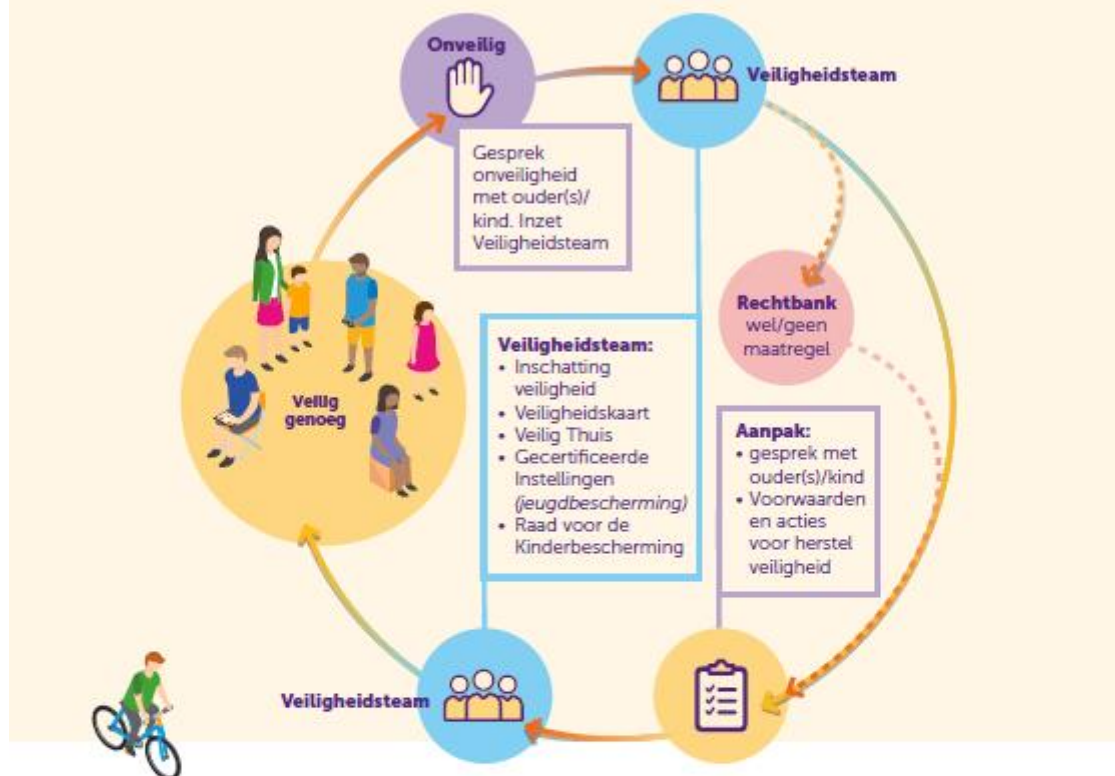 Onveilig
Veiligheidsteam
Gesprek
onveiligheid
met ouder(s)/
kind. Inzet
Veiligheidsteam
Rechtbank
wel/geen
maatregel
Veilig
genoeg
Veiligheidsteam:
• Inschatting
veiligheid
• Veiligheidskaart
• Veilig Thuis
• Gecertificeerde
Instellingen
(jeugdbescherming)
• Raad voor de
Kinderbescherming
Aanpak:
• gesprek met
ouder(s)/kind
• Voorwaarden
en acties
voor herstel
veiligheid
Veiligheidsteam